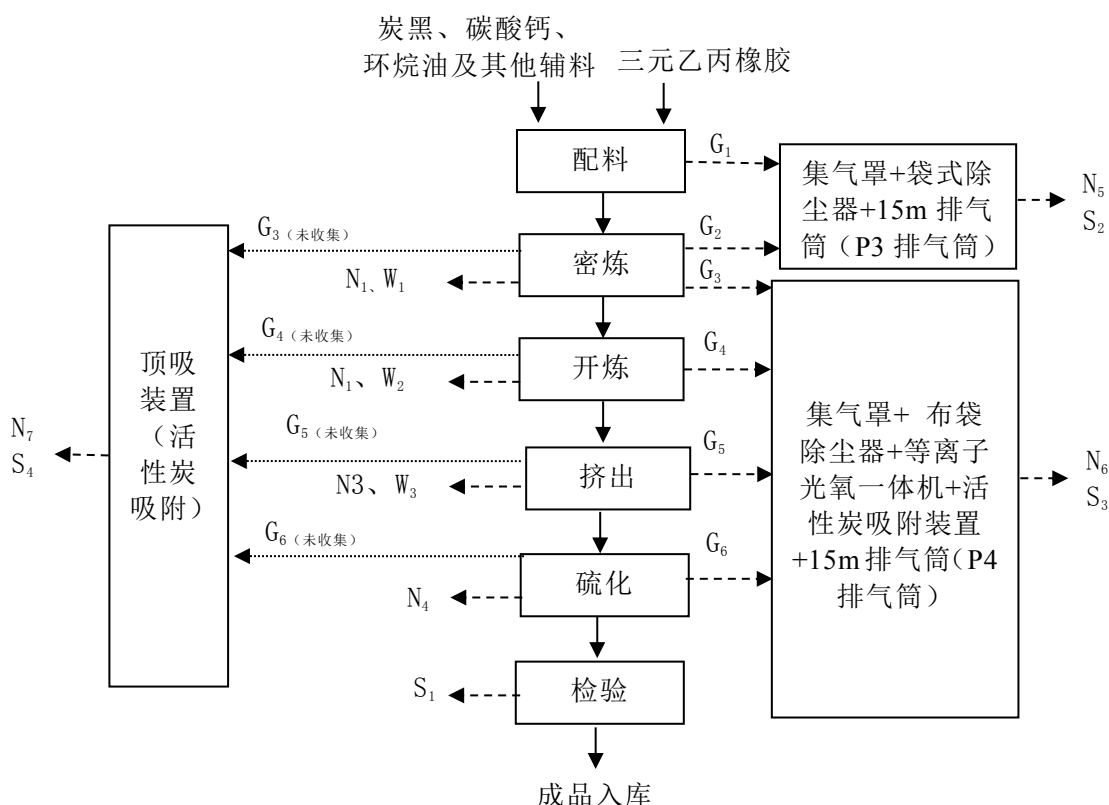 炭黑、碳酸钙、
环烷油及其他辅料
三元乙丙橡胶
配料
G₁
集气罩+袋式除
尘器+15m 排气
筒（P3 排气筒）
N₅
S₂
G₃（未收集）
密炼
G₂
G₃
N₁、W₁
G₄（未收集）
开炼
G₄
N₁、W₂
顶吸
装置
（活
性炭
吸附）
N₇
S₄
G₅（未收集）
挤出
G₅
N3、W₃
集气罩+ 布袋
除尘器+等离子
光氧一体机+活
性炭吸附装置
+15m 排气筒（P4
排气筒）
N₆
S₃
G₆（未收集）
硫化
G₆
N₄
检验
S₁
成品入库